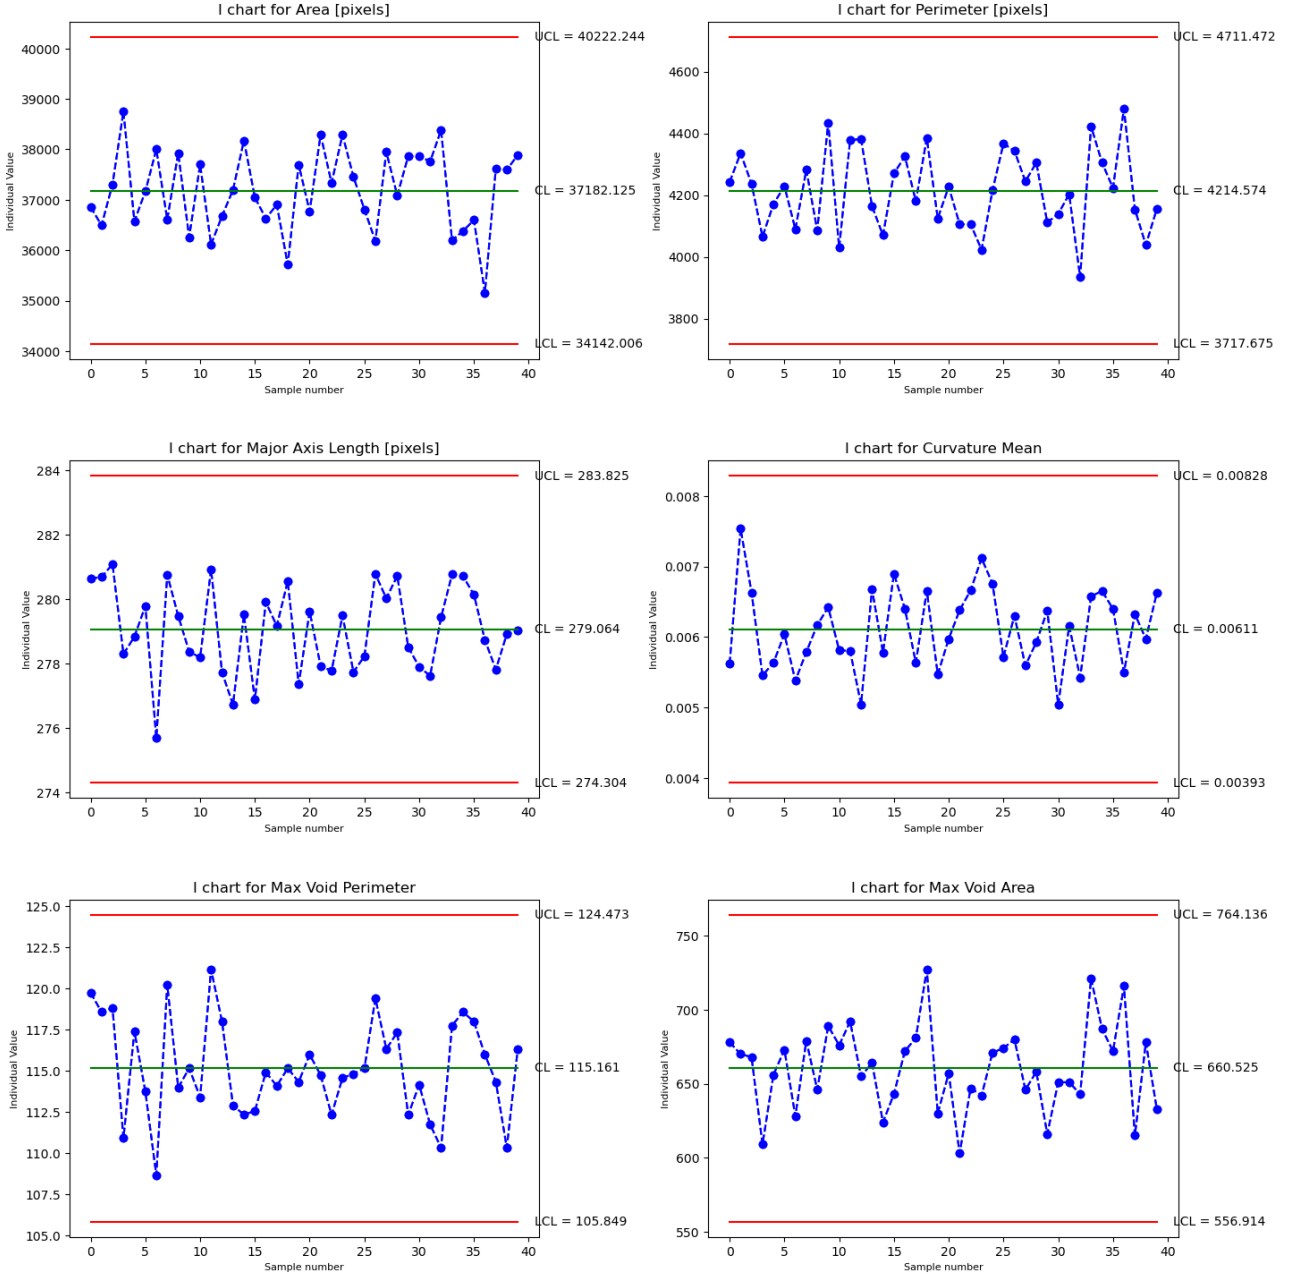 I chart for Area [pixels]
Individual Value
40000
39000
38000
37000
36000
35000
34000
UCL = 40222.244
CL = 37182.125
LCL = 34142.006
0 5 10 15 20 25 30 35 40
Sample number
I chart for Perimeter [pixels]
Individual Value
4600
4400
4200
4000
3800
UCL = 4711.472
CL = 4214.574
LCL = 3717.675
0 5 10 15 20 25 30 35 40
Sample number
I chart for Major Axis Length [pixels]
Individual Value
284
282
280
278
276
274
UCL = 283.825
CL = 279.064
LCL = 274.304
0 5 10 15 20 25 30 35 40
Sample number
I chart for Curvature Mean
Individual Value
0.008
0.007
0.006
0.005
0.004
UCL = 0.00828
CL = 0.00611
LCL = 0.00393
0 5 10 15 20 25 30 35 40
Sample number
I chart for Max Void Perimeter
Individual Value
125.0
122.5
120.0
117.5
115.0
112.5
110.0
107.5
105.0
UCL = 124.473
CL = 115.161
LCL = 105.849
0 5 10 15 20 25 30 35 40
Sample number
I chart for Max Void Area
Individual Value
750
700
650
600
550
UCL = 764.136
CL = 660.525
LCL = 556.914
0 5 10 15 20 25 30 35 40
Sample number